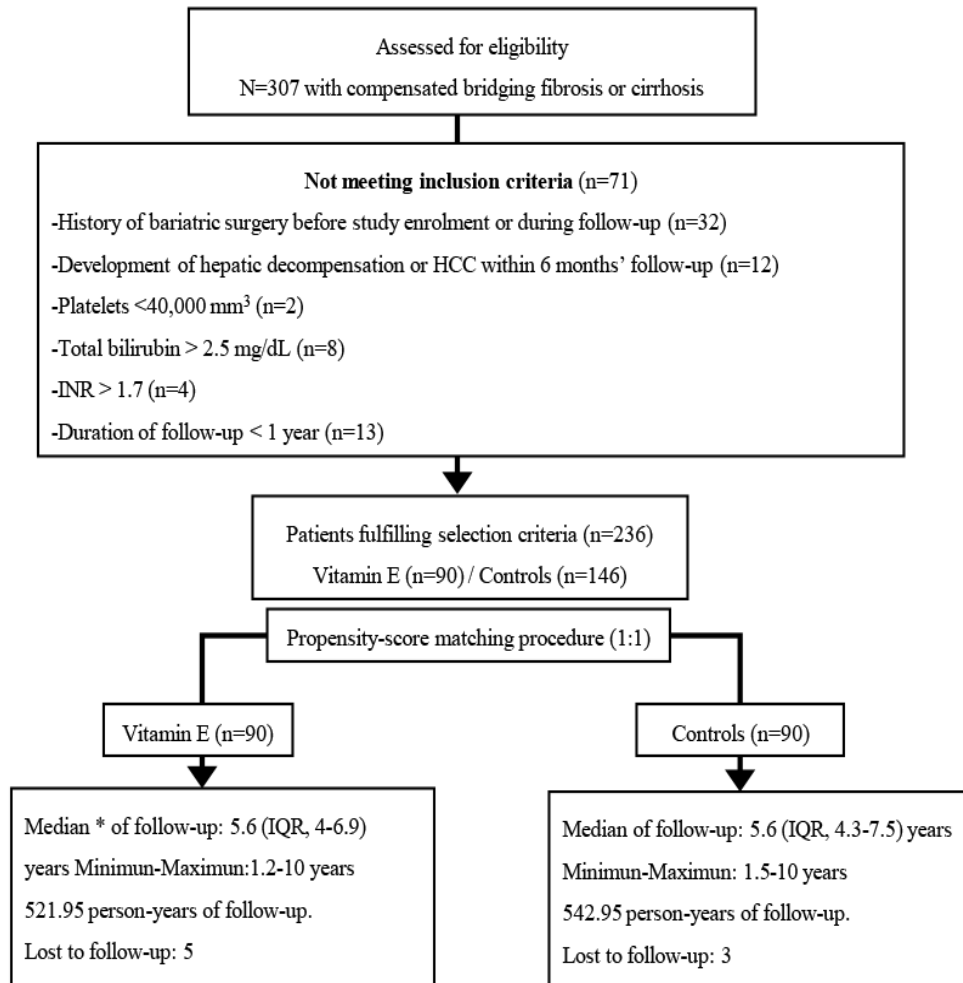 Assessed for eligibility
N=307 with compensated bridging fibrosis or cirrhosis
Not meeting inclusion criteria (n=71)
-History of bariatric surgery before study enrolment or during follow-up (n=32)
-Development of hepatic decompensation or HCC within 6 months’ follow-up (n=12)
-Platelets <40,000 mm³ (n=2)
-Total bilirubin > 2.5 mg/dL (n=8)
-INR > 1.7 (n=4)
-Duration of follow-up < 1 year (n=13)
Patients fulfilling selection criteria (n=236)
Vitamin E (n=90) / Controls (n=146)
Propensity-score matching procedure (1:1)
Vitamin E (n=90)
Controls (n=90)
Median * of follow-up: 5.6 (IQR, 4-6.9)
years Minimun-Maximun:1.2-10 years
521.95 person-years of follow-up.
Lost to follow-up: 5
Median of follow-up: 5.6 (IQR, 4.3-7.5) years
Minimun-Maximun: 1.5-10 years
542.95 person-years of follow-up.
Lost to follow-up: 3